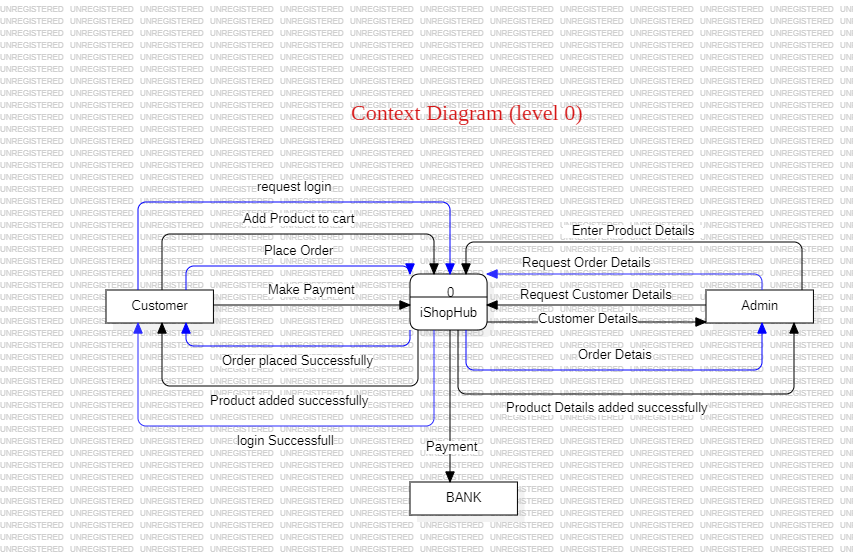 Context Diagram (level 0)
request login
Add Product to cart
Enter Product Details
Place Order
Request Order Details
Make Payment
0
Request Customer Details
Customer
iShopHub
Admin
Customer Details
Order placed Successfully
Order Detais
Product added successfully
Product Details added successfully
login Successfull
Payment
BANK
UNREGISTERED